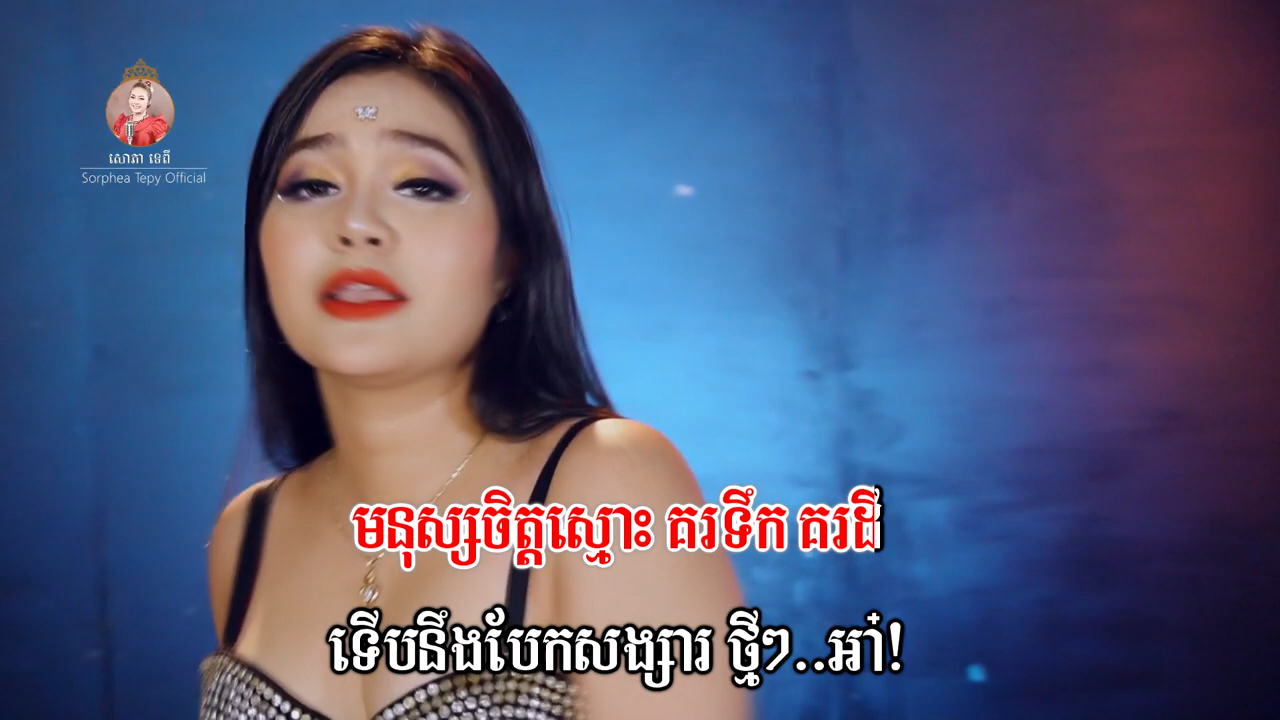 សោភា ទេពី
Sorphea Tepy Official
មនុស្សចិត្តស្មោះ គរទឹក គរដី
ទើបនឹងបែកសង្សារ ថ្មីៗ..អា៎!